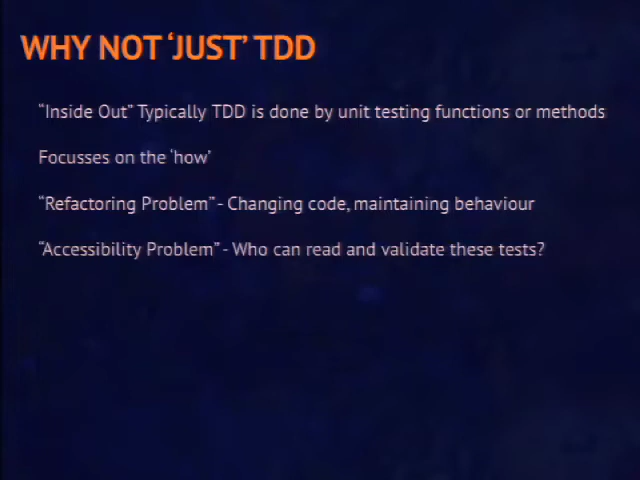 WHY NOT ‘JUST’ TDD
“Inside Out” Typically TDD is done by unit testing functions or methods
Focusses on the ‘how’
“Refactoring Problem” - Changing code, maintaining behaviour
“Accessibility Problem” - Who can read and validate these tests?